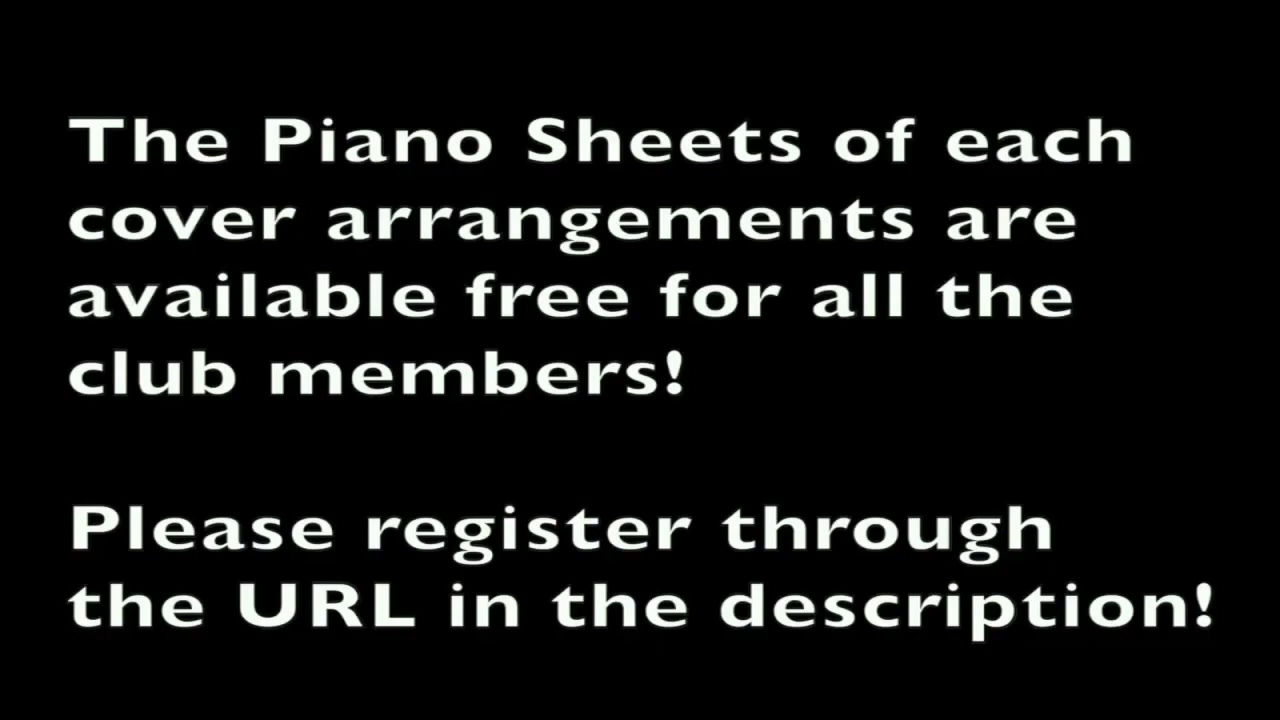 The Piano Sheets of each
cover arrangements are
available free for all the
club members!
Please register through
the URL in the description!